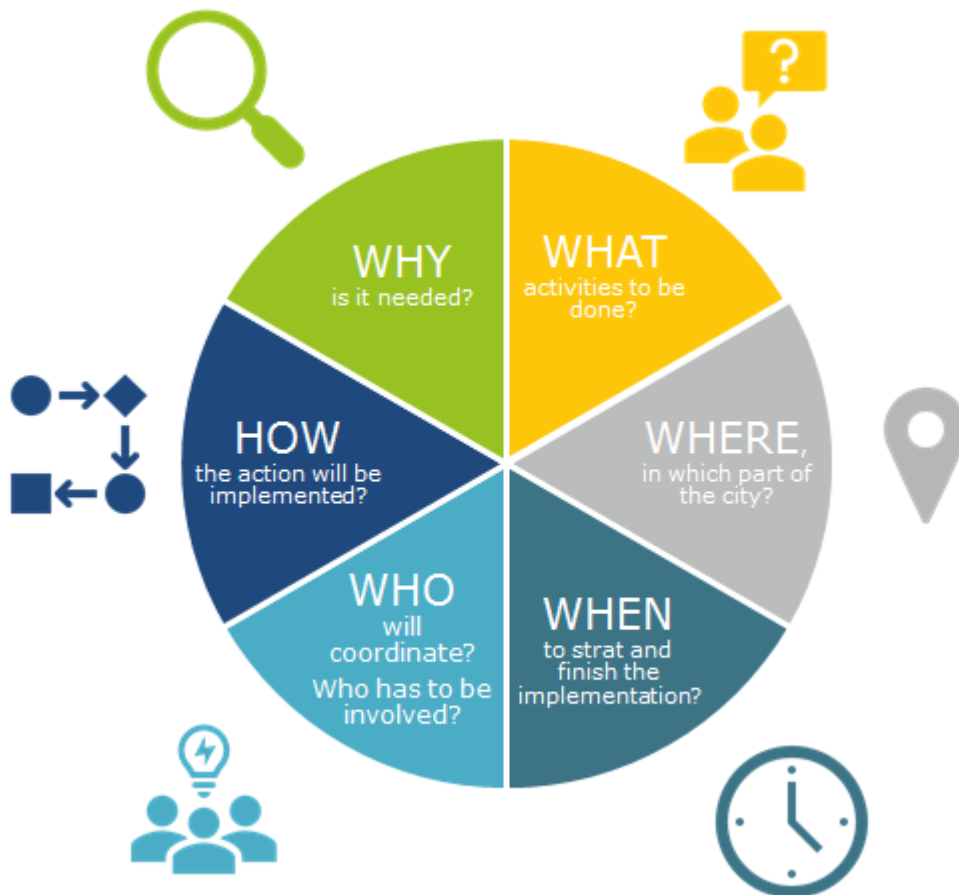 ?
WHY
is it needed?
WHAT
activities to be
done?
WHERE,
in which part of
the city?
WHEN
to strat and
finish the
implementation?
WHO
will
coordinate?
Who has to be
involved?
HOW
the action will be
implemented?